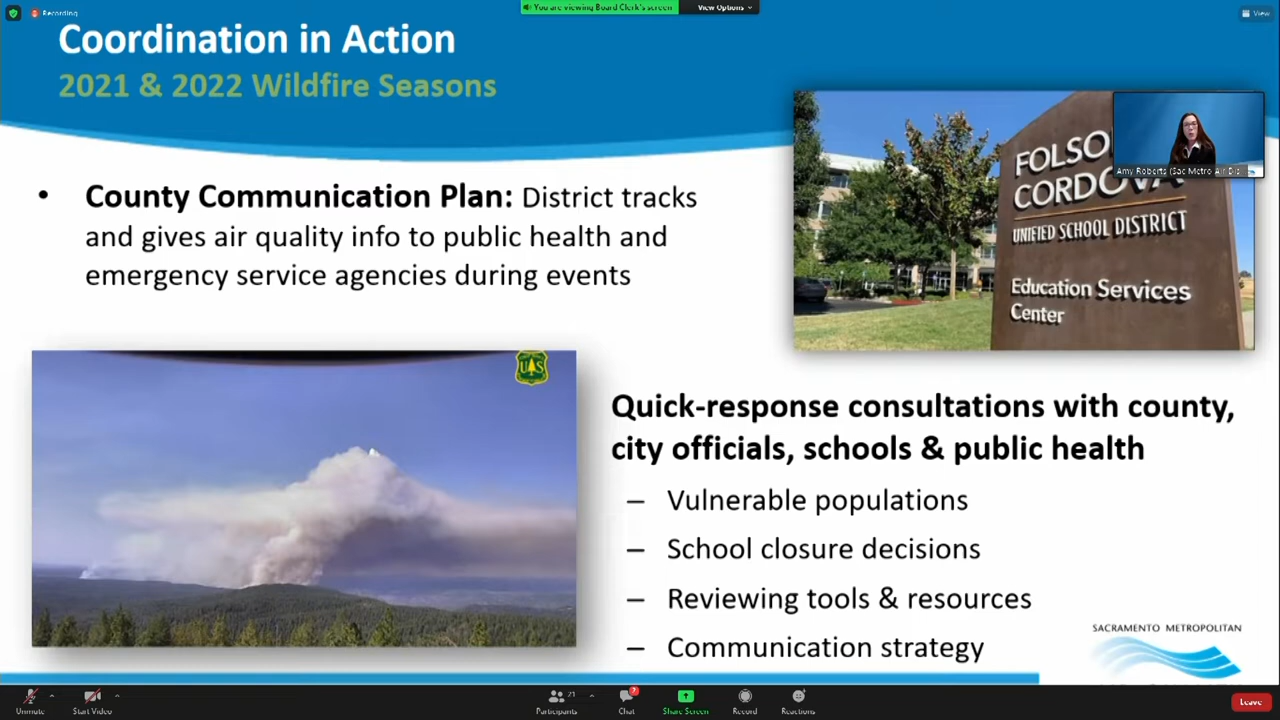 Recording
You are viewing Board Clerk's screen
View Options
View
Coordination in Action
2021 & 2022 Wildfire Seasons
• County Communication Plan: District tracks
and gives air quality info to public health and
emergency service agencies during events
FOLSO
CORDOVA
UNIFIED SCHOOL DISTRICT
Education Services
Center
Amy Roberts (Sac Metro Air Dis
UAS
Quick-response consultations with county,
city officials, schools & public health
– Vulnerable populations
– School closure decisions
– Reviewing tools & resources
– Communication strategy
SACRAMENTO METROPOLITAN
Unmute
Start Video
21
Participants
7
Chat
Share Screen
Record
Reactions
Leave